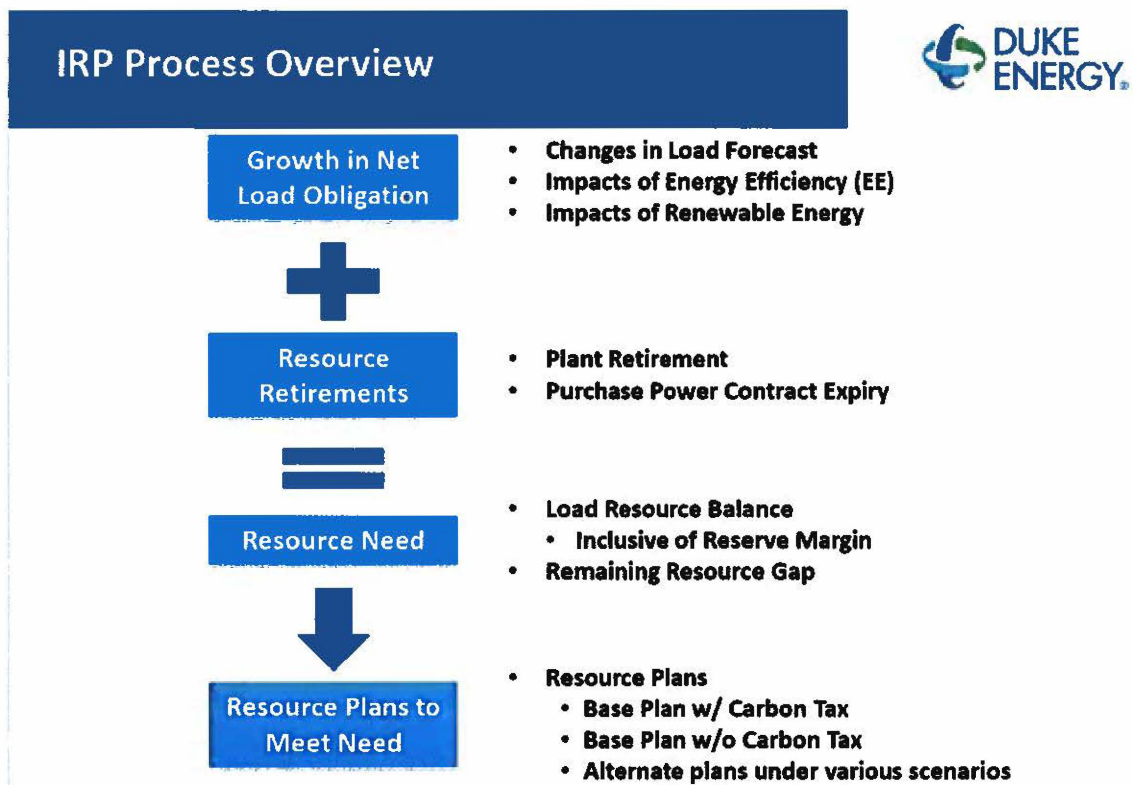 IRP Process Overview
DUKE
ENERGY®
Growth in Net
Load Obligation
• Changes in Load Forecast
• Impacts of Energy Efficiency (EE)
• Impacts of Renewable Energy
Resource
Retirements
• Plant Retirement
• Purchase Power Contract Expiry
Resource Need
• Load Resource Balance
• Inclusive of Reserve Margin
• Remaining Resource Gap
Resource Plans to
Meet Need
• Resource Plans
• Base Plan w/ Carbon Tax
• Base Plan w/o Carbon Tax
• Alternate plans under various scenarios